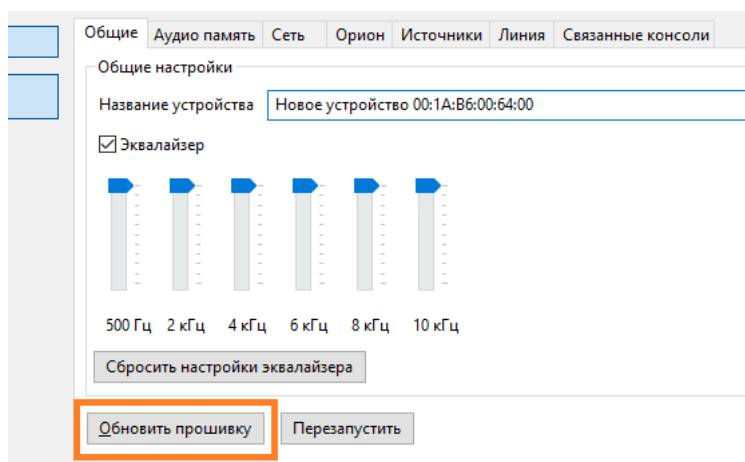 Общие Аудио память Сеть Орион Источники Линия Связанные консоли
Общие настройки
Название устройства Новое устройство 00:1A:B6:00:64:00
Эквалайзер
500 Гц 2 кГц 4 кГц 6 кГц 8 кГц 10 кГц
Сбросить настройки эквалайзера
Обновить прошивку Перезапустить